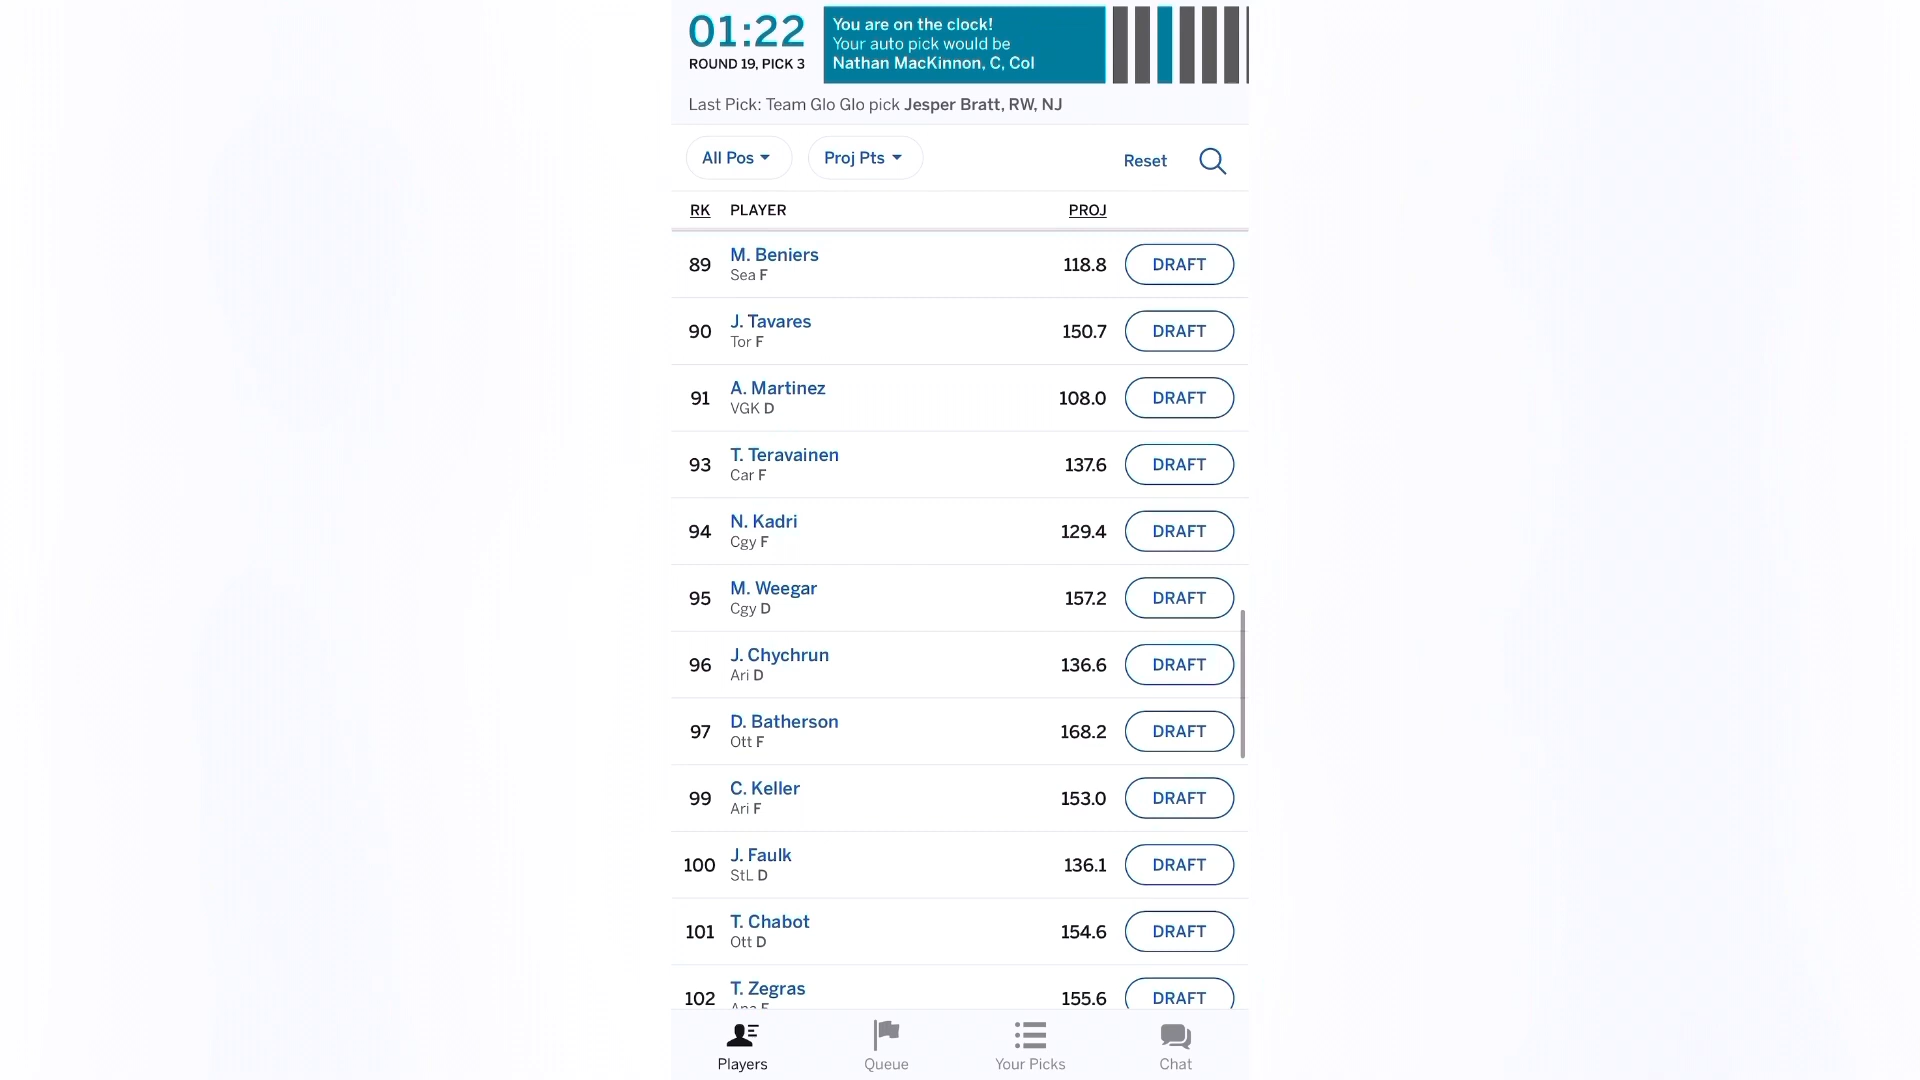 01:22
ROUND 19, PICK 3
You are on the clock!
Your auto pick would be
Nathan MacKinnon, C, Col
Last Pick: Team Glo Glo pick Jesper Bratt, RW, NJ
All Pos
Proj Pts
Reset
RK PLAYER PROJ
89 M. Beniers 118.8 DRAFT
Sea F
90 J. Tavares 150.7 DRAFT
Tor F
91 A. Martinez 108.0 DRAFT
VGK D
93 T. Teravainen 137.6 DRAFT
Car F
94 N. Kadri 129.4 DRAFT
Cgy F
95 M. Weegar 157.2 DRAFT
Cgy D
96 J. Chychrun 136.6 DRAFT
Ari D
97 D. Batherson 168.2 DRAFT
Ott F
99 C. Keller 153.0 DRAFT
Ari F
100 J. Faulk 136.1 DRAFT
StL D
101 T. Chabot 154.6 DRAFT
Ott D
102 T. Zegras 155.6 DRAFT
Players
Queue
Your Picks
Chat